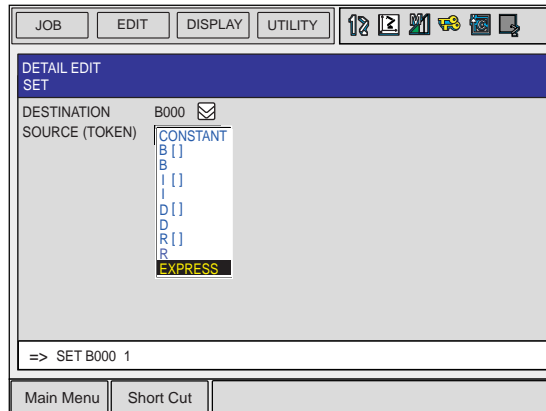 JOB EDIT DISPLAY UTILITY
DETAIL EDIT
SET
DESTINATION B000
SOURCE (TOKEN)
CONSTANT
B [ ]
B
I [ ]
I
D [ ]
D
R [ ]
R
EXPRESS
=> SET B000 1
Main Menu Short Cut